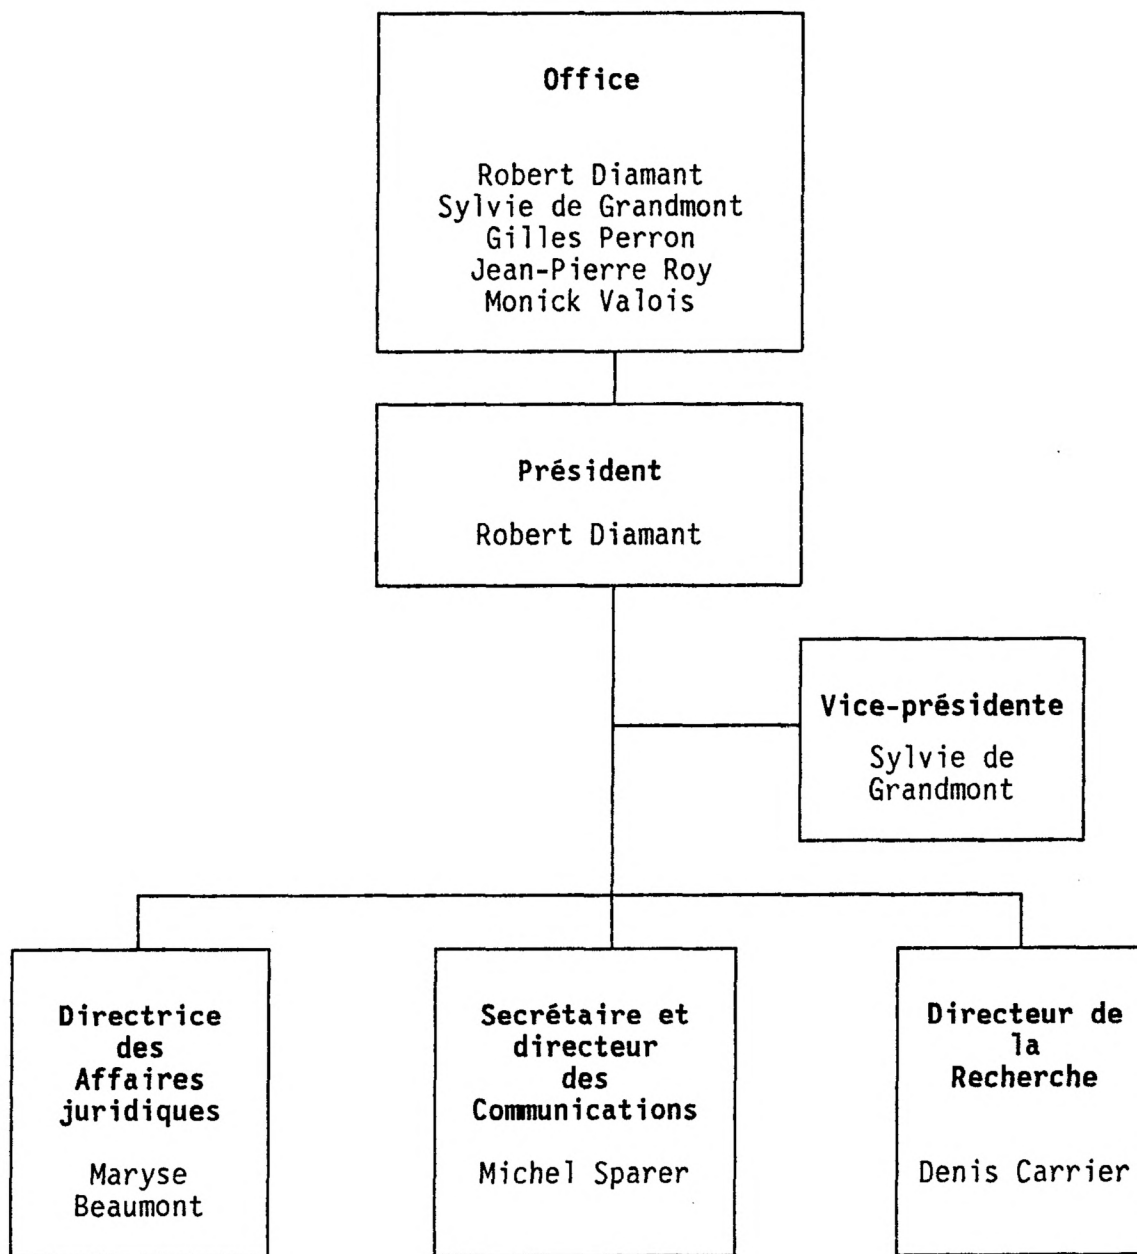 Office
Robert Diamant
Sylvie de Grandmont
Gilles Perron
Jean-Pierre Roy
Monick Valois
Président
Robert Diamant
Vice-présidente
Sylvie de
Grandmont
Directrice
des
Affaires
juridiques
Maryse
Beaumont
Secrétaire et
directeur
des
Communications
Michel Sparer
Directeur de
la
Recherche
Denis Carrier